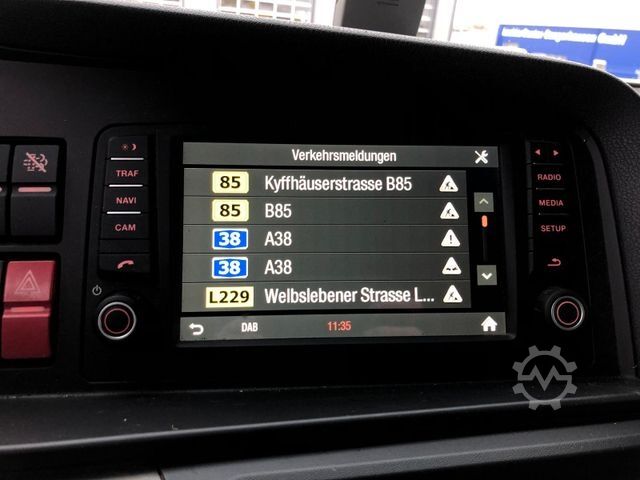 Verkehrsmeldungen
85 Kyffhäuserstrasse B85
85 B85
38 A38
38 A38
L229 Welbslebener Strasse L...
DAB 11:35
TRAF
NAVI
CAM
RADIO
MEDIA
SETUP